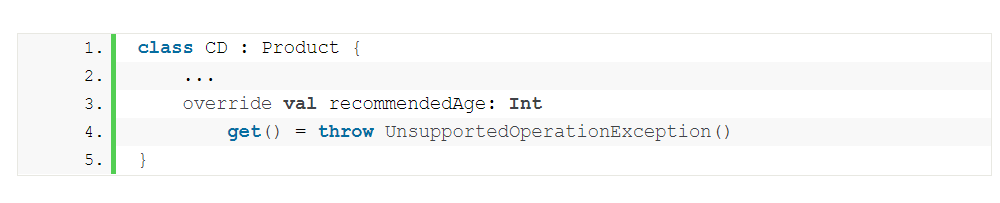 1. class CD : Product {
2.     ...
3.     override val recommendedAge: Int
4.         get() = throw UnsupportedOperationException()
5. }